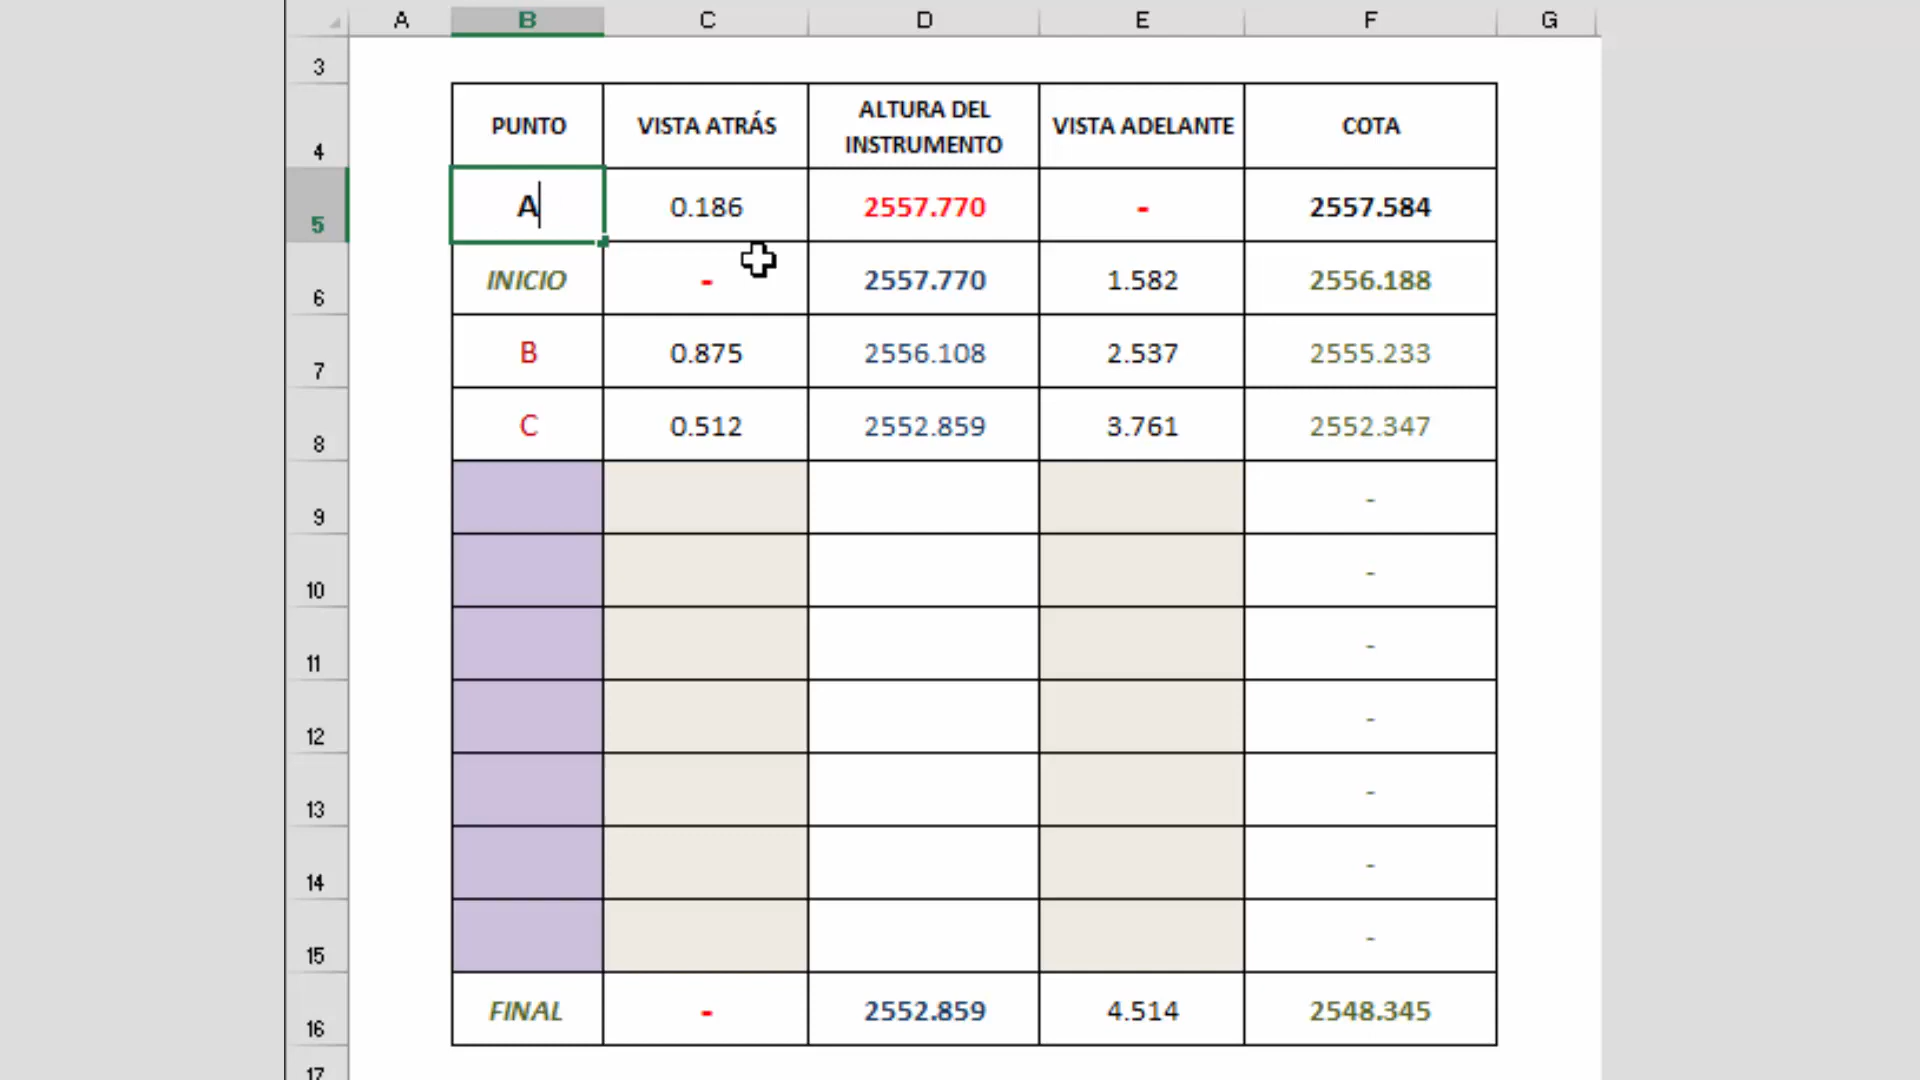 A B C D E F G
3
4 PUNTO VISTA ATRÁS ALTURA DEL INSTRUMENTO VISTA ADELANTE COTA
5 A 0.186 2557.770 - 2557.584
6 INICIO - 2557.770 1.582 2556.188
7 B 0.875 2556.108 2.537 2555.233
8 C 0.512 2552.859 3.761 2552.347
9 -
10 -
11 -
12 -
13 -
14 -
15 -
16 FINAL - 2552.859 4.514 2548.345
17